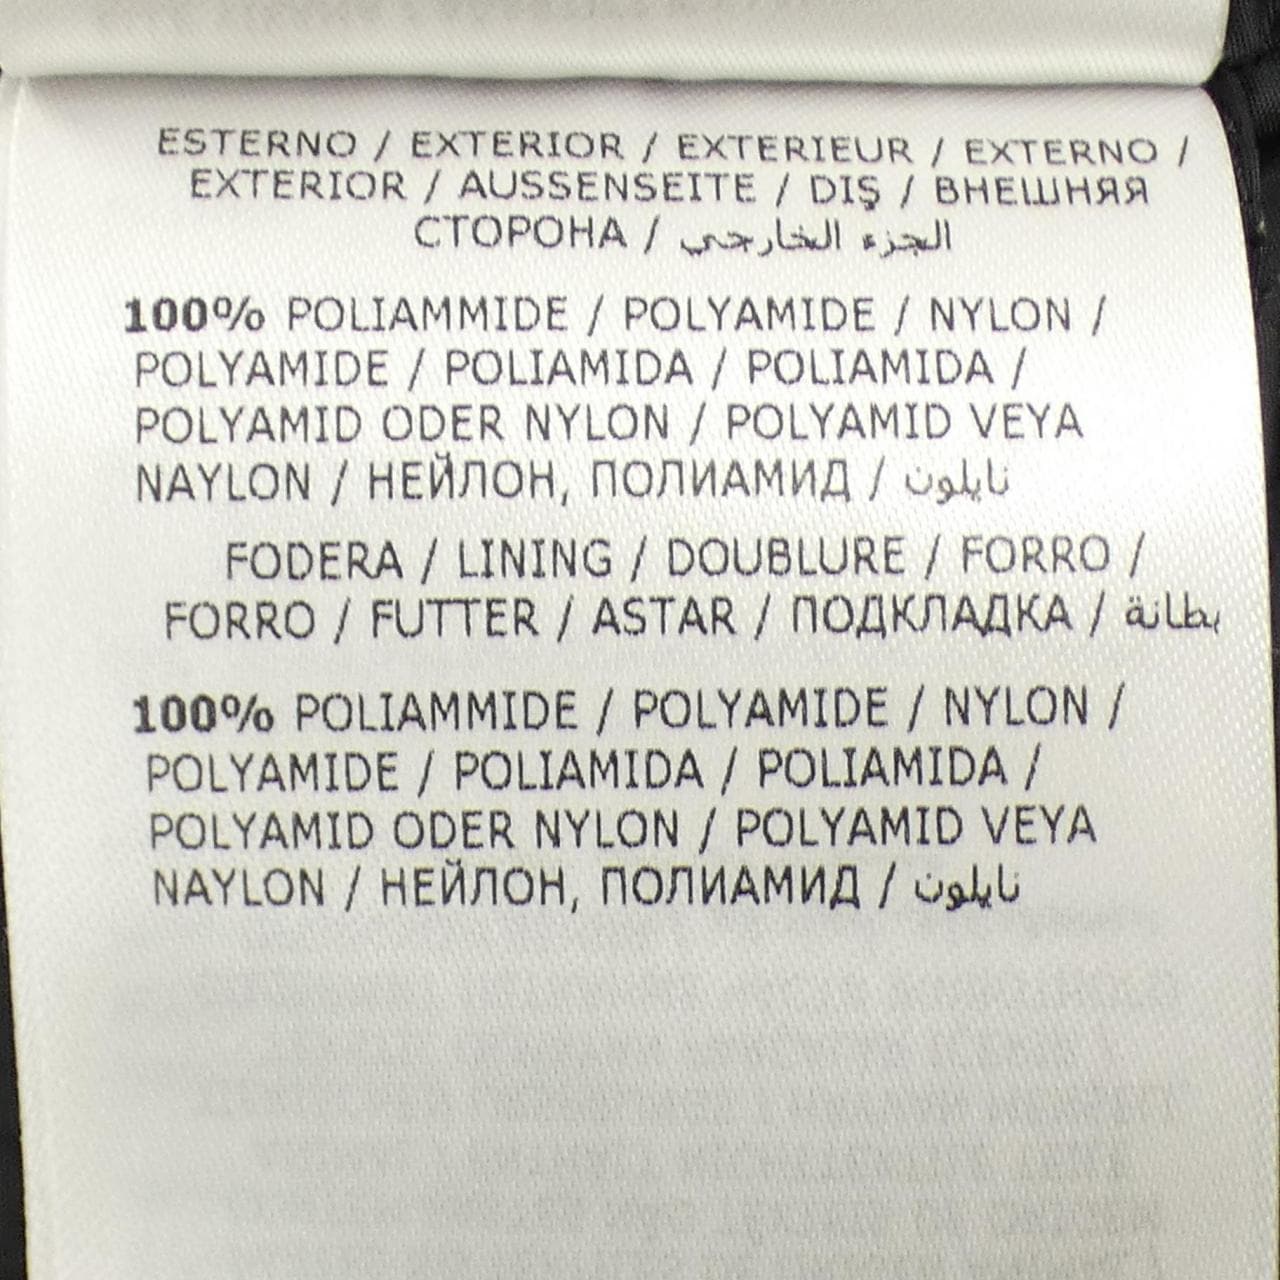 ESTERNO / EXTERIOR / EXTERIEUR / EXTERNO /
EXTERIOR / AUSSENSEITE / DIŞ / ВНЕШНЯЯ
СТОРОНА / الجزء الخارجي
100% POLIAMMIDE / POLYAMIDE / NYLON /
POLYAMIDE / POLIAMIDA / POLIAMIDA /
POLYAMID ODER NYLON / POLYAMID VEYA
NAYLON / НЕЙЛОН, ПОЛИАМИД / نايلون
FODERA / LINING / DOUBLURE / FORRO /
FORRO / FUTTER / ASTAR / ПОДКЛАДКА / بطانة
100% POLIAMMIDE / POLYAMIDE / NYLON /
POLYAMIDE / POLIAMIDA / POLIAMIDA /
POLYAMID ODER NYLON / POLYAMID VEYA
NAYLON / НЕЙЛОН, ПОЛИАМИД / نايلون